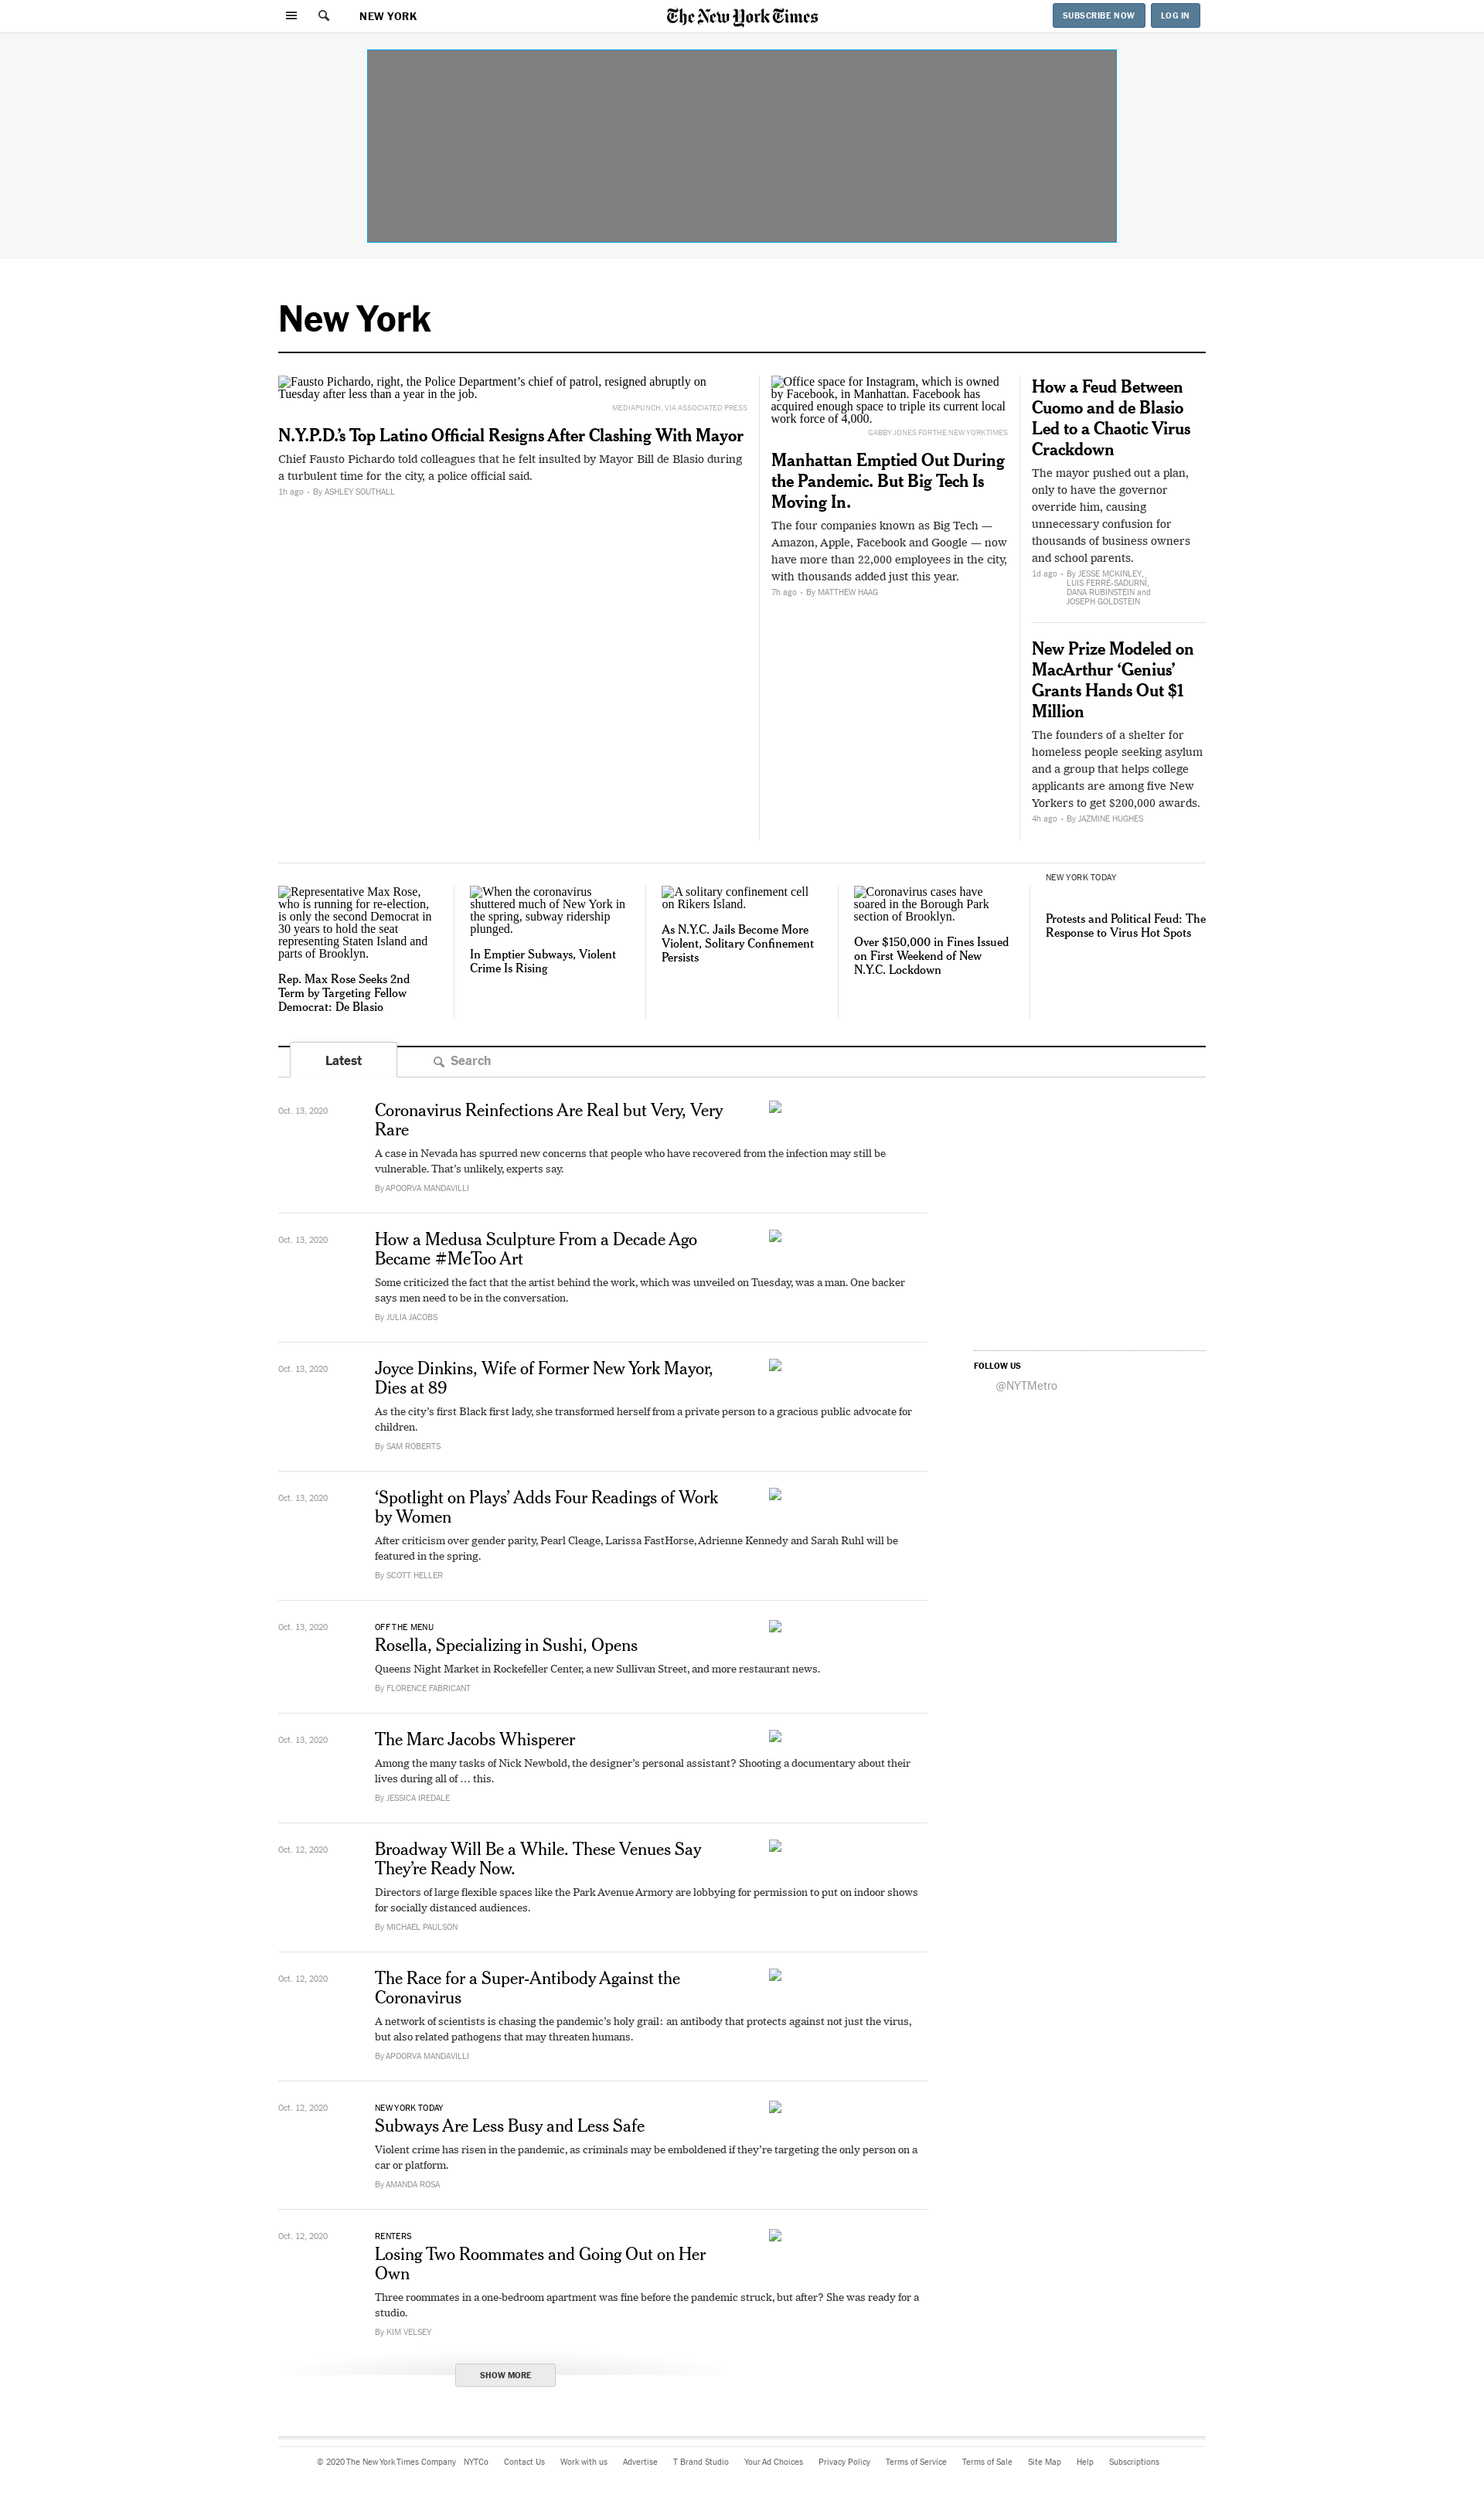 NEW YORK
The New York Times
SUBSCRIBE NOW
LOG IN
New York
Fausto Pichardo, right, the Police Department’s chief of patrol, resigned abruptly on
Tuesday after less than a year in the job.
MEDIAPUNCH, VIA ASSOCIATED PRESS
N.Y.P.D.’s Top Latino Official Resigns After Clashing With Mayor
Chief Fausto Pichardo told colleagues that he felt insulted by Mayor Bill de Blasio during
a turbulent time for the city, a police official said.
1h ago • By ASHLEY SOUTHALL
Office space for Instagram, which is owned
by Facebook, in Manhattan. Facebook has
acquired enough space to triple its current local
work force of 4,000.
GABBY JONES FOR THE NEW YORK TIMES
Manhattan Emptied Out During
the Pandemic. But Big Tech Is
Moving In.
The four companies known as Big Tech —
Amazon, Apple, Facebook and Google — now
have more than 22,000 employees in the city,
with thousands added just this year.
7h ago • By MATTHEW HAAG
How a Feud Between
Cuomo and de Blasio
Led to a Chaotic Virus
Crackdown
The mayor pushed out a plan,
only to have the governor
override him, causing
unnecessary confusion for
thousands of business owners
and school parents.
1d ago • By JESSE MCKINLEY,
LUIS FERRÉ-SADURNÍ,
DANA RUBINSTEIN and
JOSEPH GOLDSTEIN
New Prize Modeled on
MacArthur ‘Genius’
Grants Hands Out $1
Million
The founders of a shelter for
homeless people seeking asylum
and a group that helps college
applicants are among five New
Yorkers to get $200,000 awards.
4h ago • By JAZMINE HUGHES
Representative Max Rose,
who is running for re-election,
is only the second Democrat in
30 years to hold the seat
representing Staten Island and
parts of Brooklyn.
Rep. Max Rose Seeks 2nd
Term by Targeting Fellow
Democrat: De Blasio
When the coronavirus
shuttered much of New York in
the spring, subway ridership
plunged.
In Emptier Subways, Violent
Crime Is Rising
A solitary confinement cell
on Rikers Island.
As N.Y.C. Jails Become More
Violent, Solitary Confinement
Persists
Coronavirus cases have
soared in the Borough Park
section of Brooklyn.
Over $150,000 in Fines Issued
on First Weekend of New
N.Y.C. Lockdown
NEW YORK TODAY
Protests and Political Feud: The
Response to Virus Hot Spots
Latest
Search
Oct. 13, 2020
Coronavirus Reinfections Are Real but Very, Very
Rare
A case in Nevada has spurred new concerns that people who have recovered from the infection may still be
vulnerable. That’s unlikely, experts say.
By APOORVA MANDAVILLI
Oct. 13, 2020
How a Medusa Sculpture From a Decade Ago
Became #MeToo Art
Some criticized the fact that the artist behind the work, which was unveiled on Tuesday, was a man. One backer
says men need to be in the conversation.
By JULIA JACOBS
FOLLOW US
@NYTMetro
Oct. 13, 2020
Joyce Dinkins, Wife of Former New York Mayor,
Dies at 89
As the city’s first Black first lady, she transformed herself from a private person to a gracious public advocate for
children.
By SAM ROBERTS
Oct. 13, 2020
‘Spotlight on Plays’ Adds Four Readings of Work
by Women
After criticism over gender parity, Pearl Cleage, Larissa FastHorse, Adrienne Kennedy and Sarah Ruhl will be
featured in the spring.
By SCOTT HELLER
Oct. 13, 2020
OFF THE MENU
Rosella, Specializing in Sushi, Opens
Queens Night Market in Rockefeller Center, a new Sullivan Street, and more restaurant news.
By FLORENCE FABRICANT
Oct. 13, 2020
The Marc Jacobs Whisperer
Among the many tasks of Nick Newbold, the designer’s personal assistant? Shooting a documentary about their
lives during all of … this.
By JESSICA IREDALE
Oct. 12, 2020
Broadway Will Be a While. These Venues Say
They’re Ready Now.
Directors of large flexible spaces like the Park Avenue Armory are lobbying for permission to put on indoor shows
for socially distanced audiences.
By MICHAEL PAULSON
Oct. 12, 2020
The Race for a Super-Antibody Against the
Coronavirus
A network of scientists is chasing the pandemic’s holy grail: an antibody that protects against not just the virus,
but also related pathogens that may threaten humans.
By APOORVA MANDAVILLI
Oct. 12, 2020
NEW YORK TODAY
Subways Are Less Busy and Less Safe
Violent crime has risen in the pandemic, as criminals may be emboldened if they’re targeting the only person on a
car or platform.
By AMANDA ROSA
Oct. 12, 2020
RENTERS
Losing Two Roommates and Going Out on Her
Own
Three roommates in a one-bedroom apartment was fine before the pandemic struck, but after? She was ready for a
studio.
By KIM VELSEY
SHOW MORE
© 2020 The New York Times Company NYTCo Contact Us Work with us Advertise T Brand Studio Your Ad Choices Privacy Policy Terms of Service Terms of Sale Site Map Help Subscriptions